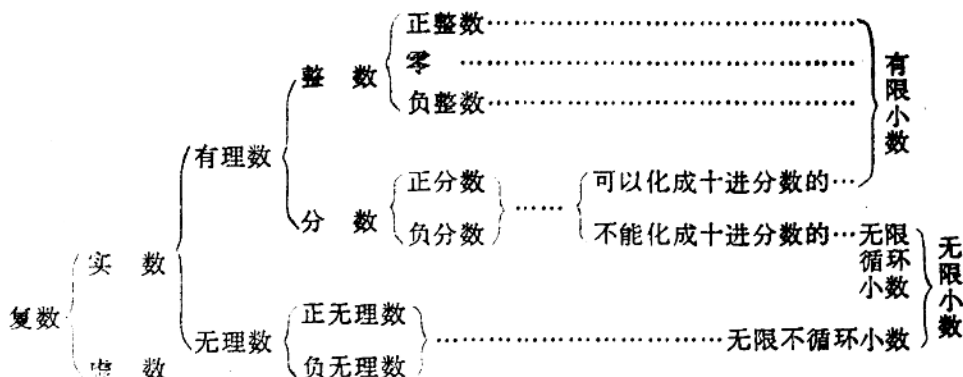 正整数………………………………………
零 ………………………………………
负整数………………………………………
整 数
有限小数
有理数
正分数
负分数
分 数
……
可以化成十进分数的…
不能化成十进分数的…无限循环小数
无限小数
复数
实 数
虚 数
无理数
正无理数
负无理数
…………………………无限不循环小数